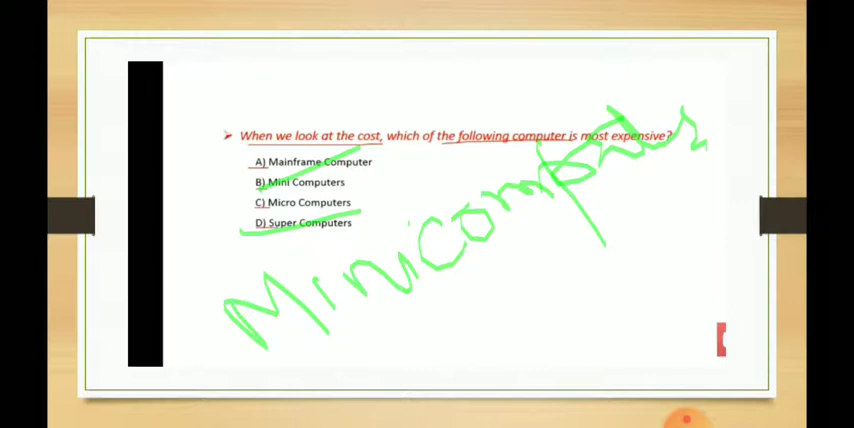 ➢ When we look at the cost, which of the following computer is most expensive?
A) Mainframe Computer
B) Mini Computers
C) Micro Computers
D) Super Computers
Minicomputer